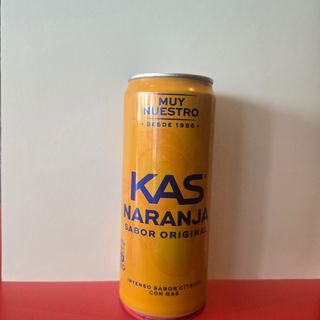 MUY
NUESTRO
DESDE 1956
KAS
NARANJA
SABOR ORIGINAL
INTENSO SABOR CÍTRICO
CON GAS